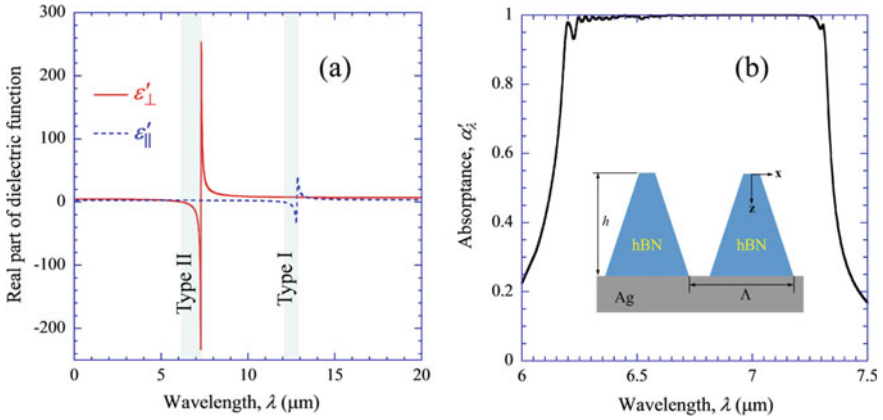 (a)
Real part of dielectric function
300
200
100
0
-100
-200
ε′⊥
ε′||
Type II
Type I
0 5 10 15 20
Wavelength, λ (μm)
(b)
Absorptance, α′λ
1
0.8
0.6
0.4
0.2
0
h
hBN
hBN
x
z
Ag
Λ
6 6.5 7 7.5
Wavelength, λ (μm)